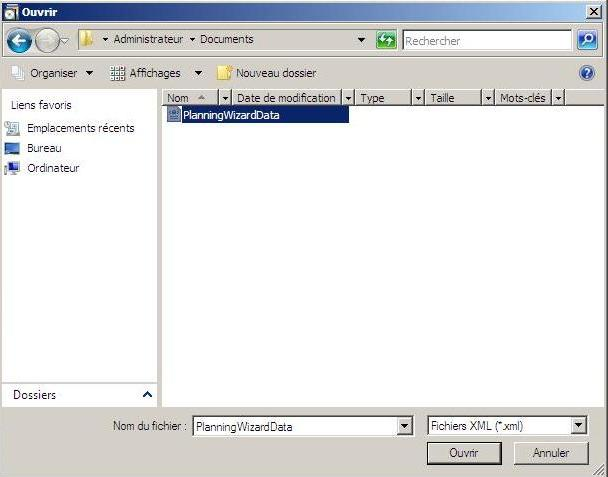 Ouvrir
Administrateur Documents
Rechercher
Organiser Affichages Nouveau dossier
Liens favoris
Emplacements récents
Bureau
Ordinateur
Nom Date de modification Type Taille Mots-clés
PlanningWizardData
Dossiers
Nom du fichier : PlanningWizardData Fichiers XML (*.xml)
Ouvrir Annuler